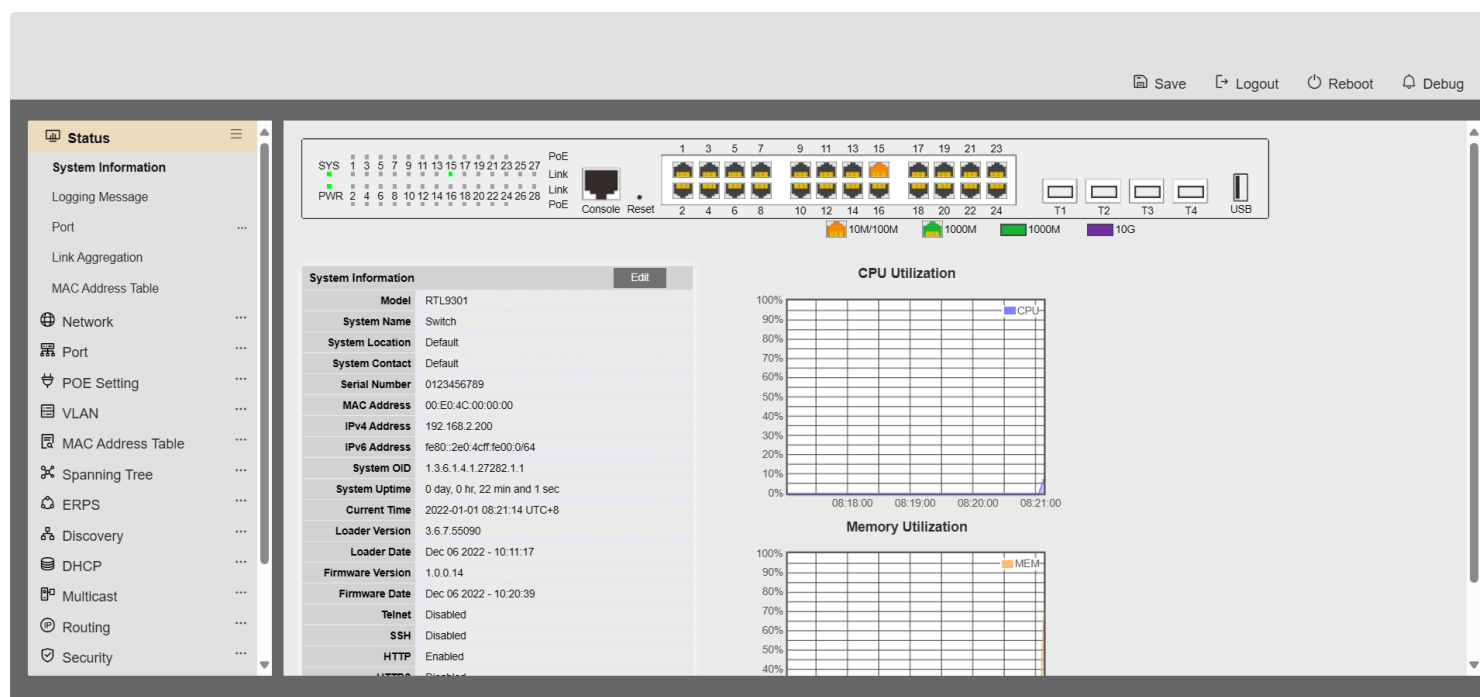 Save Logout Reboot Debug
Status
System Information
Logging Message
Port ...
Link Aggregation
MAC Address Table
Network ...
Port ...
POE Setting ...
VLAN ...
MAC Address Table ...
Spanning Tree ...
ERPS ...
Discovery ...
DHCP ...
Multicast ...
IP Routing ...
Security ...
PoE
SYS 1 3 5 7 9 11 13 15 17 19 21 23 25 27
Link
Link
PWR 2 4 6 8 10 12 14 16 18 20 22 24 26 28
PoE
Console Reset
1 3 5 7 9 11 13 15 17 19 21 23
2 4 6 8 10 12 14 16 18 20 22 24
T1 T2 T3 T4 USB
10M/100M 1000M 1000M 10G
System Information Edit
Model RTL9301
System Name Switch
System Location Default
System Contact Default
Serial Number 0123456789
MAC Address 00:E0:4C:00:00:00
IPv4 Address 192.168.2.200
IPv6 Address fe80::2e0:4cff:fe00:0/64
System OID 1.3.6.1.4.1.27282.1.1
System Uptime 0 day, 0 hr, 22 min and 1 sec
Current Time 2022-01-01 08:21:14 UTC+8
Loader Version 3.6.7.55090
Loader Date Dec 06 2022 - 10:11:17
Firmware Version 1.0.0.14
Firmware Date Dec 06 2022 - 10:20:39
Telnet Disabled
SSH Disabled
HTTP Enabled
CPU Utilization
100%
CPU
90%
80%
70%
60%
50%
40%
30%
20%
10%
0%
08:18:00 08:19:00 08:20:00 08:21:00
Memory Utilization
100%
MEM
90%
80%
70%
60%
50%
40%